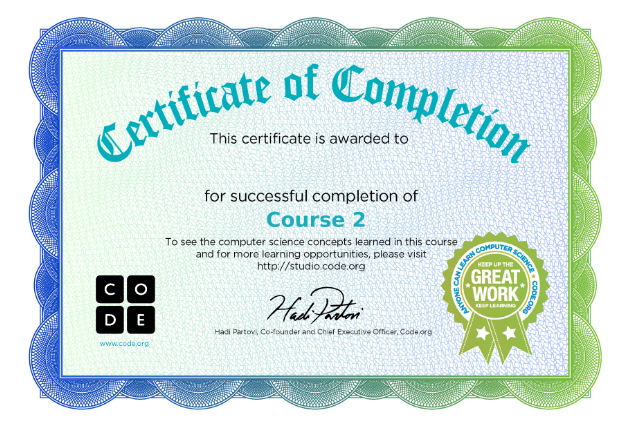 Certificate of Completion
This certificate is awarded to
for successful completion of
Course 2
To see the computer science concepts learned in this course
and for more learning opportunities, please visit
http://studio.code.org
C O
D E
www.code.org
Hadi Partovi
Hadi Partovi, Co-founder and Chief Executive Officer, Code.org
ANYONE CAN LEARN COMPUTER SCIENCE • CODE.ORG
KEEP UP THE
GREAT
WORK
KEEP LEARNING